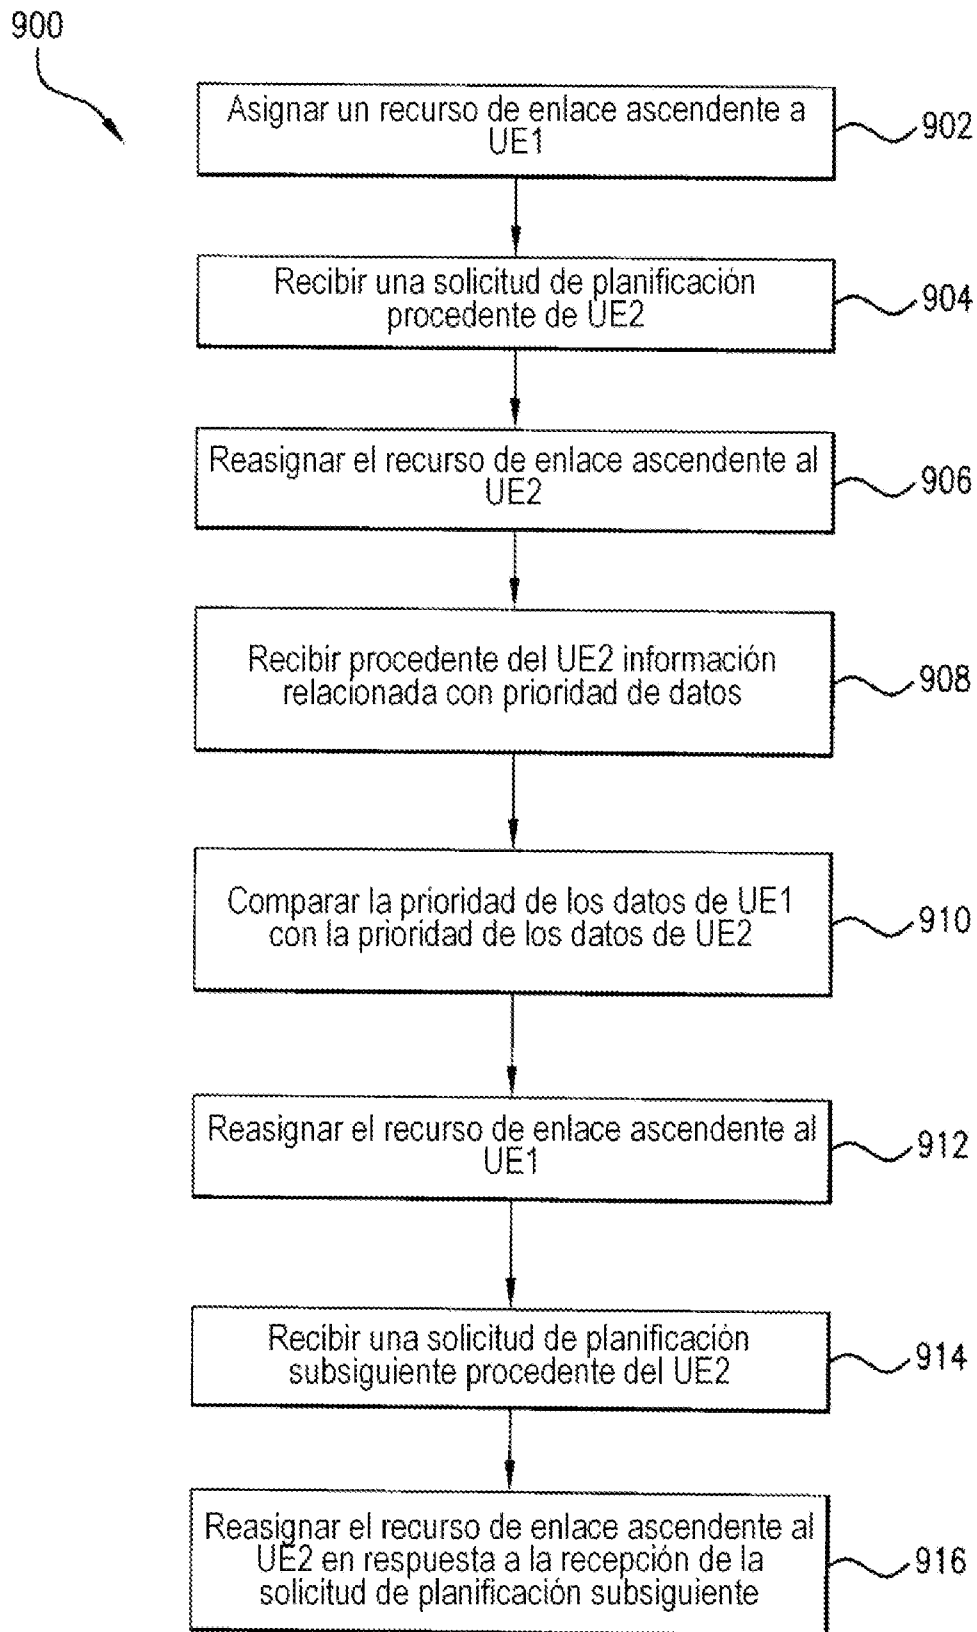 900
Asignar un recurso de enlace ascendente a
UE1
902
Recibir una solicitud de planificación
procedente de UE2
904
Reasignar el recurso de enlace ascendente al
UE2
906
Recibir procedente del UE2 información
relacionada con prioridad de datos
908
Comparar la prioridad de los datos de UE1
con la prioridad de los datos de UE2
910
Reasignar el recurso de enlace ascendente al
UE1
912
Recibir una solicitud de planificación
subsiguiente procedente del UE2
914
Reasignar el recurso de enlace ascendente al
UE2 en respuesta a la recepción de la
solicitud de planificación subsiguiente
916